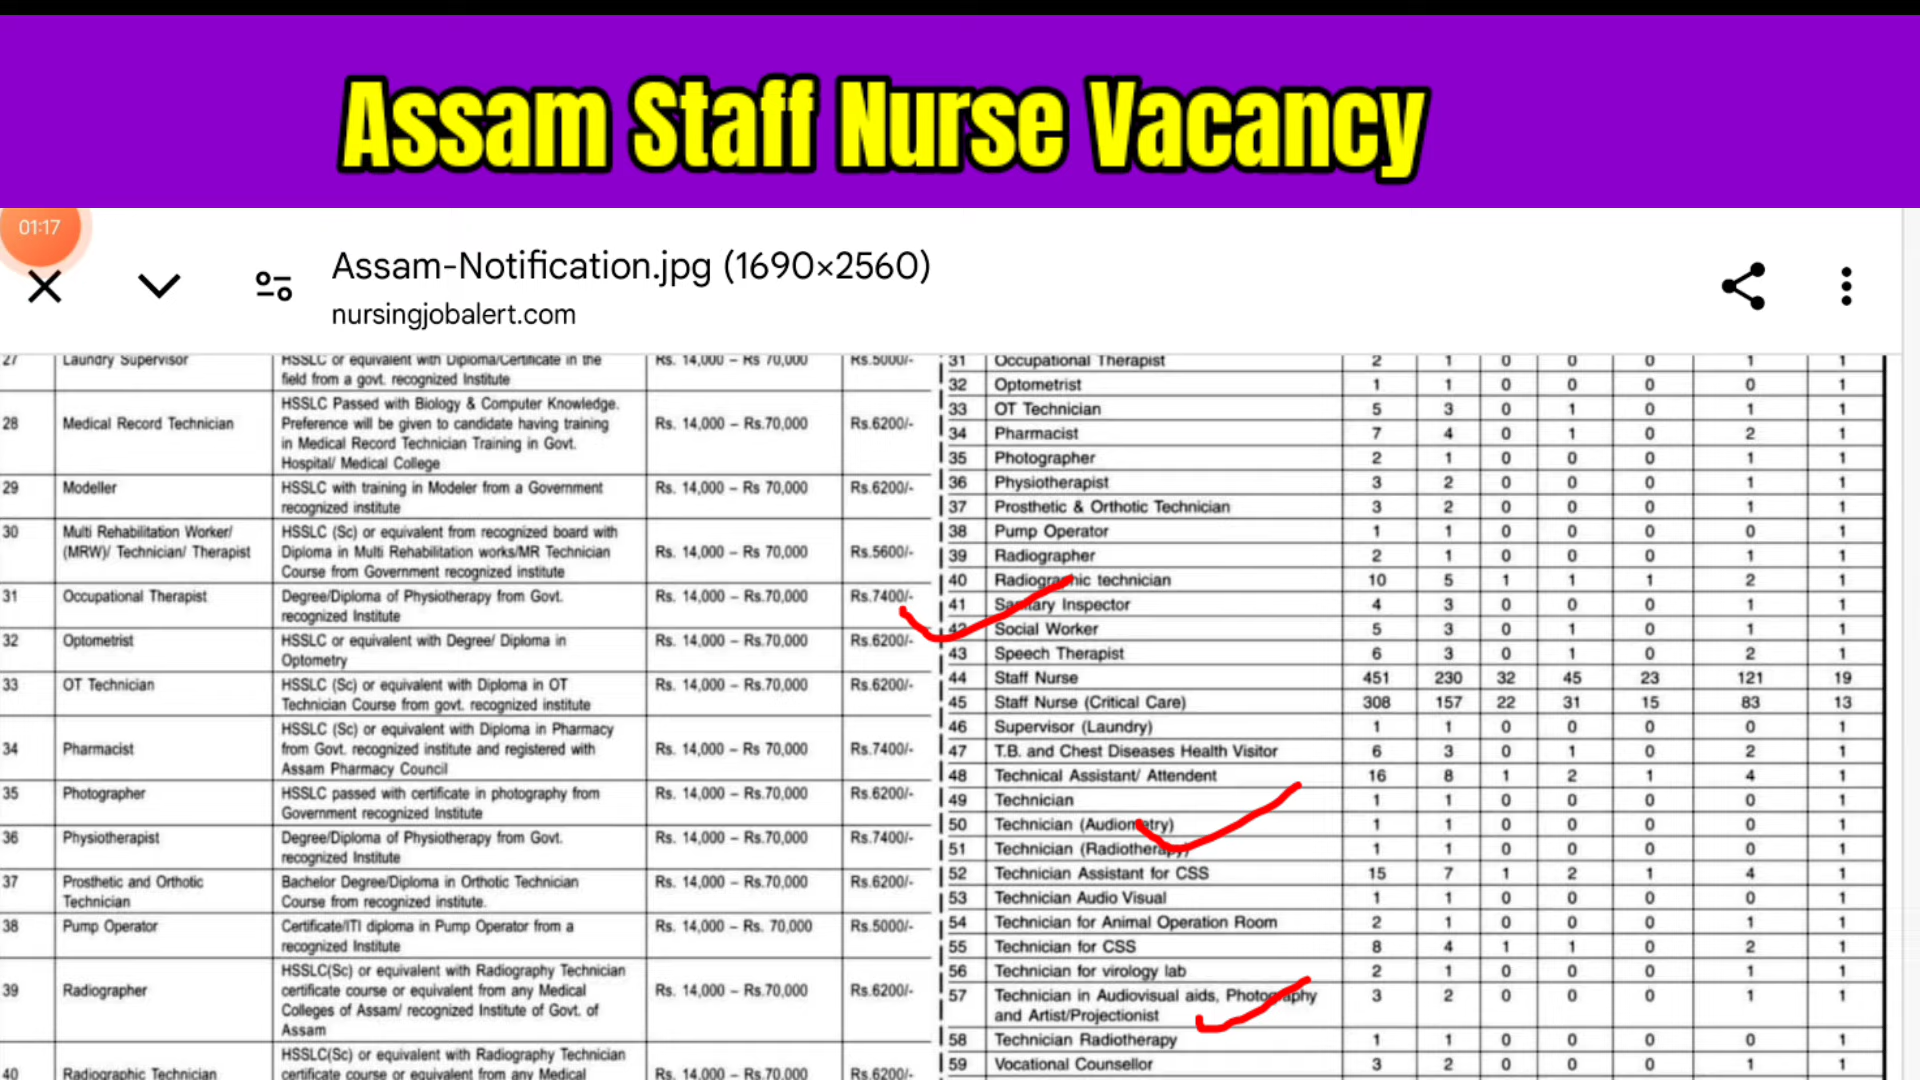 Assam Staff Nurse Vacancy
01:17
Assam-Notification.jpg (1690×2560)
nursingjobalert.com
27 Laundry Supervisor HSSLC or equivalent with Diploma/Certificate in the Rs. 14,000 – Rs 70,000 Rs.5000/-
field from a govt. recognized Institute
28 Medical Record Technician HSSLC Passed with Biology & Computer Knowledge. Rs. 14,000 – Rs.70,000 Rs.6200/-
Preference will be given to candidate having training
in Medical Record Technician Training in Govt.
Hospital/ Medical College
29 Modeller HSSLC with training in Modeler from a Government Rs. 14,000 – Rs 70,000 Rs.6200/-
recognized institute
30 Multi Rehabilitation Worker/ HSSLC (Sc) or equivalent from recognized board with
(MRW)/ Technician/ Therapist Diploma in Multi Rehabilitation works/MR Technician Rs. 14,000 – Rs 70,000 Rs.5600/-
Course from Government recognized institute
31 Occupational Therapist Degree/Diploma of Physiotherapy from Govt. Rs. 14,000 – Rs.70,000 Rs.7400/-
recognized Institute
32 Optometrist HSSLC or equivalent with Degree/ Diploma in Rs. 14,000 – Rs.70,000 Rs.6200/-
Optometry
33 OT Technician HSSLC (Sc) or equivalent with Diploma in OT Rs. 14,000 – Rs.70,000 Rs.6200/-
Technician Course from govt. recognized institute
34 Pharmacist HSSLC (Sc) or equivalent with Diploma in Pharmacy Rs. 14,000 – Rs 70,000 Rs.7400/-
from Govt. recognized institute and registered with
Assam Pharmacy Council
35 Photographer HSSLC passed with certificate in photography from Rs. 14,000 – Rs.70,000 Rs.6200/-
Government recognized Institute
36 Physiotherapist Degree/Diploma of Physiotherapy from Govt. Rs. 14,000 – Rs.70,000 Rs.7400/-
recognized Institute
37 Prosthetic and Orthotic Bachelor Degree/Diploma in Orthotic Technician Rs. 14,000 – Rs.70,000 Rs.6200/-
Technician Course from recognized institute.
38 Pump Operator Certificate/ITI diploma in Pump Operator from a Rs. 14,000 – Rs. 70,000 Rs.5000/-
recognized Institute
39 Radiographer HSSLC(Sc) or equivalent with Radiography Technician Rs. 14,000 – Rs.70,000 Rs.6200/-
certificate course or equivalent from any Medical
Colleges of Assam/ recognized Institute of Govt. of
Assam
40 Radiographic Technician HSSLC(Sc) or equivalent with Radiography Technician Rs. 14,000 – Rs.70,000 Rs.6200/-
certificate course or equivalent from any Medical
31 Occupational Therapist 2 1 0 0 0 1 1
32 Optometrist 1 1 0 0 0 0 1
33 OT Technician 5 3 0 1 0 1 1
34 Pharmacist 7 4 0 1 0 2 1
35 Photographer 2 1 0 0 0 1 1
36 Physiotherapist 3 2 0 0 0 1 1
37 Prosthetic & Orthotic Technician 3 2 0 0 0 1 1
38 Pump Operator 1 1 0 0 0 0 1
39 Radiographer 2 1 0 0 0 1 1
40 Radiographic technician 10 5 1 1 1 2 1
41 Sanitary Inspector 4 3 0 0 0 1 1
42 Social Worker 5 3 0 1 0 1 1
43 Speech Therapist 6 3 0 1 0 2 1
44 Staff Nurse 451 230 32 45 23 121 19
45 Staff Nurse (Critical Care) 308 157 22 31 15 83 13
46 Supervisor (Laundry) 1 1 0 0 0 0 1
47 T.B. and Chest Diseases Health Visitor 6 3 0 1 0 2 1
48 Technical Assistant/ Attendent 16 8 1 2 1 4 1
49 Technician 1 1 0 0 0 0 1
50 Technician (Audiometry) 1 1 0 0 0 0 1
51 Technician (Radiotherapy) 1 1 0 0 0 0 1
52 Technician Assistant for CSS 15 7 1 2 1 4 1
53 Technician Audio Visual 1 1 0 0 0 0 1
54 Technician for Animal Operation Room 2 1 0 0 0 1 1
55 Technician for CSS 8 4 1 1 0 2 1
56 Technician for virology lab 2 1 0 0 0 1 1
57 Technician in Audiovisual aids, Photography 3 2 0 0 0 1 1
and Artist/Projectionist
58 Technician Radiotherapy 1 1 0 0 0 0 1
59 Vocational Counsellor 3 2 0 0 0 1 1